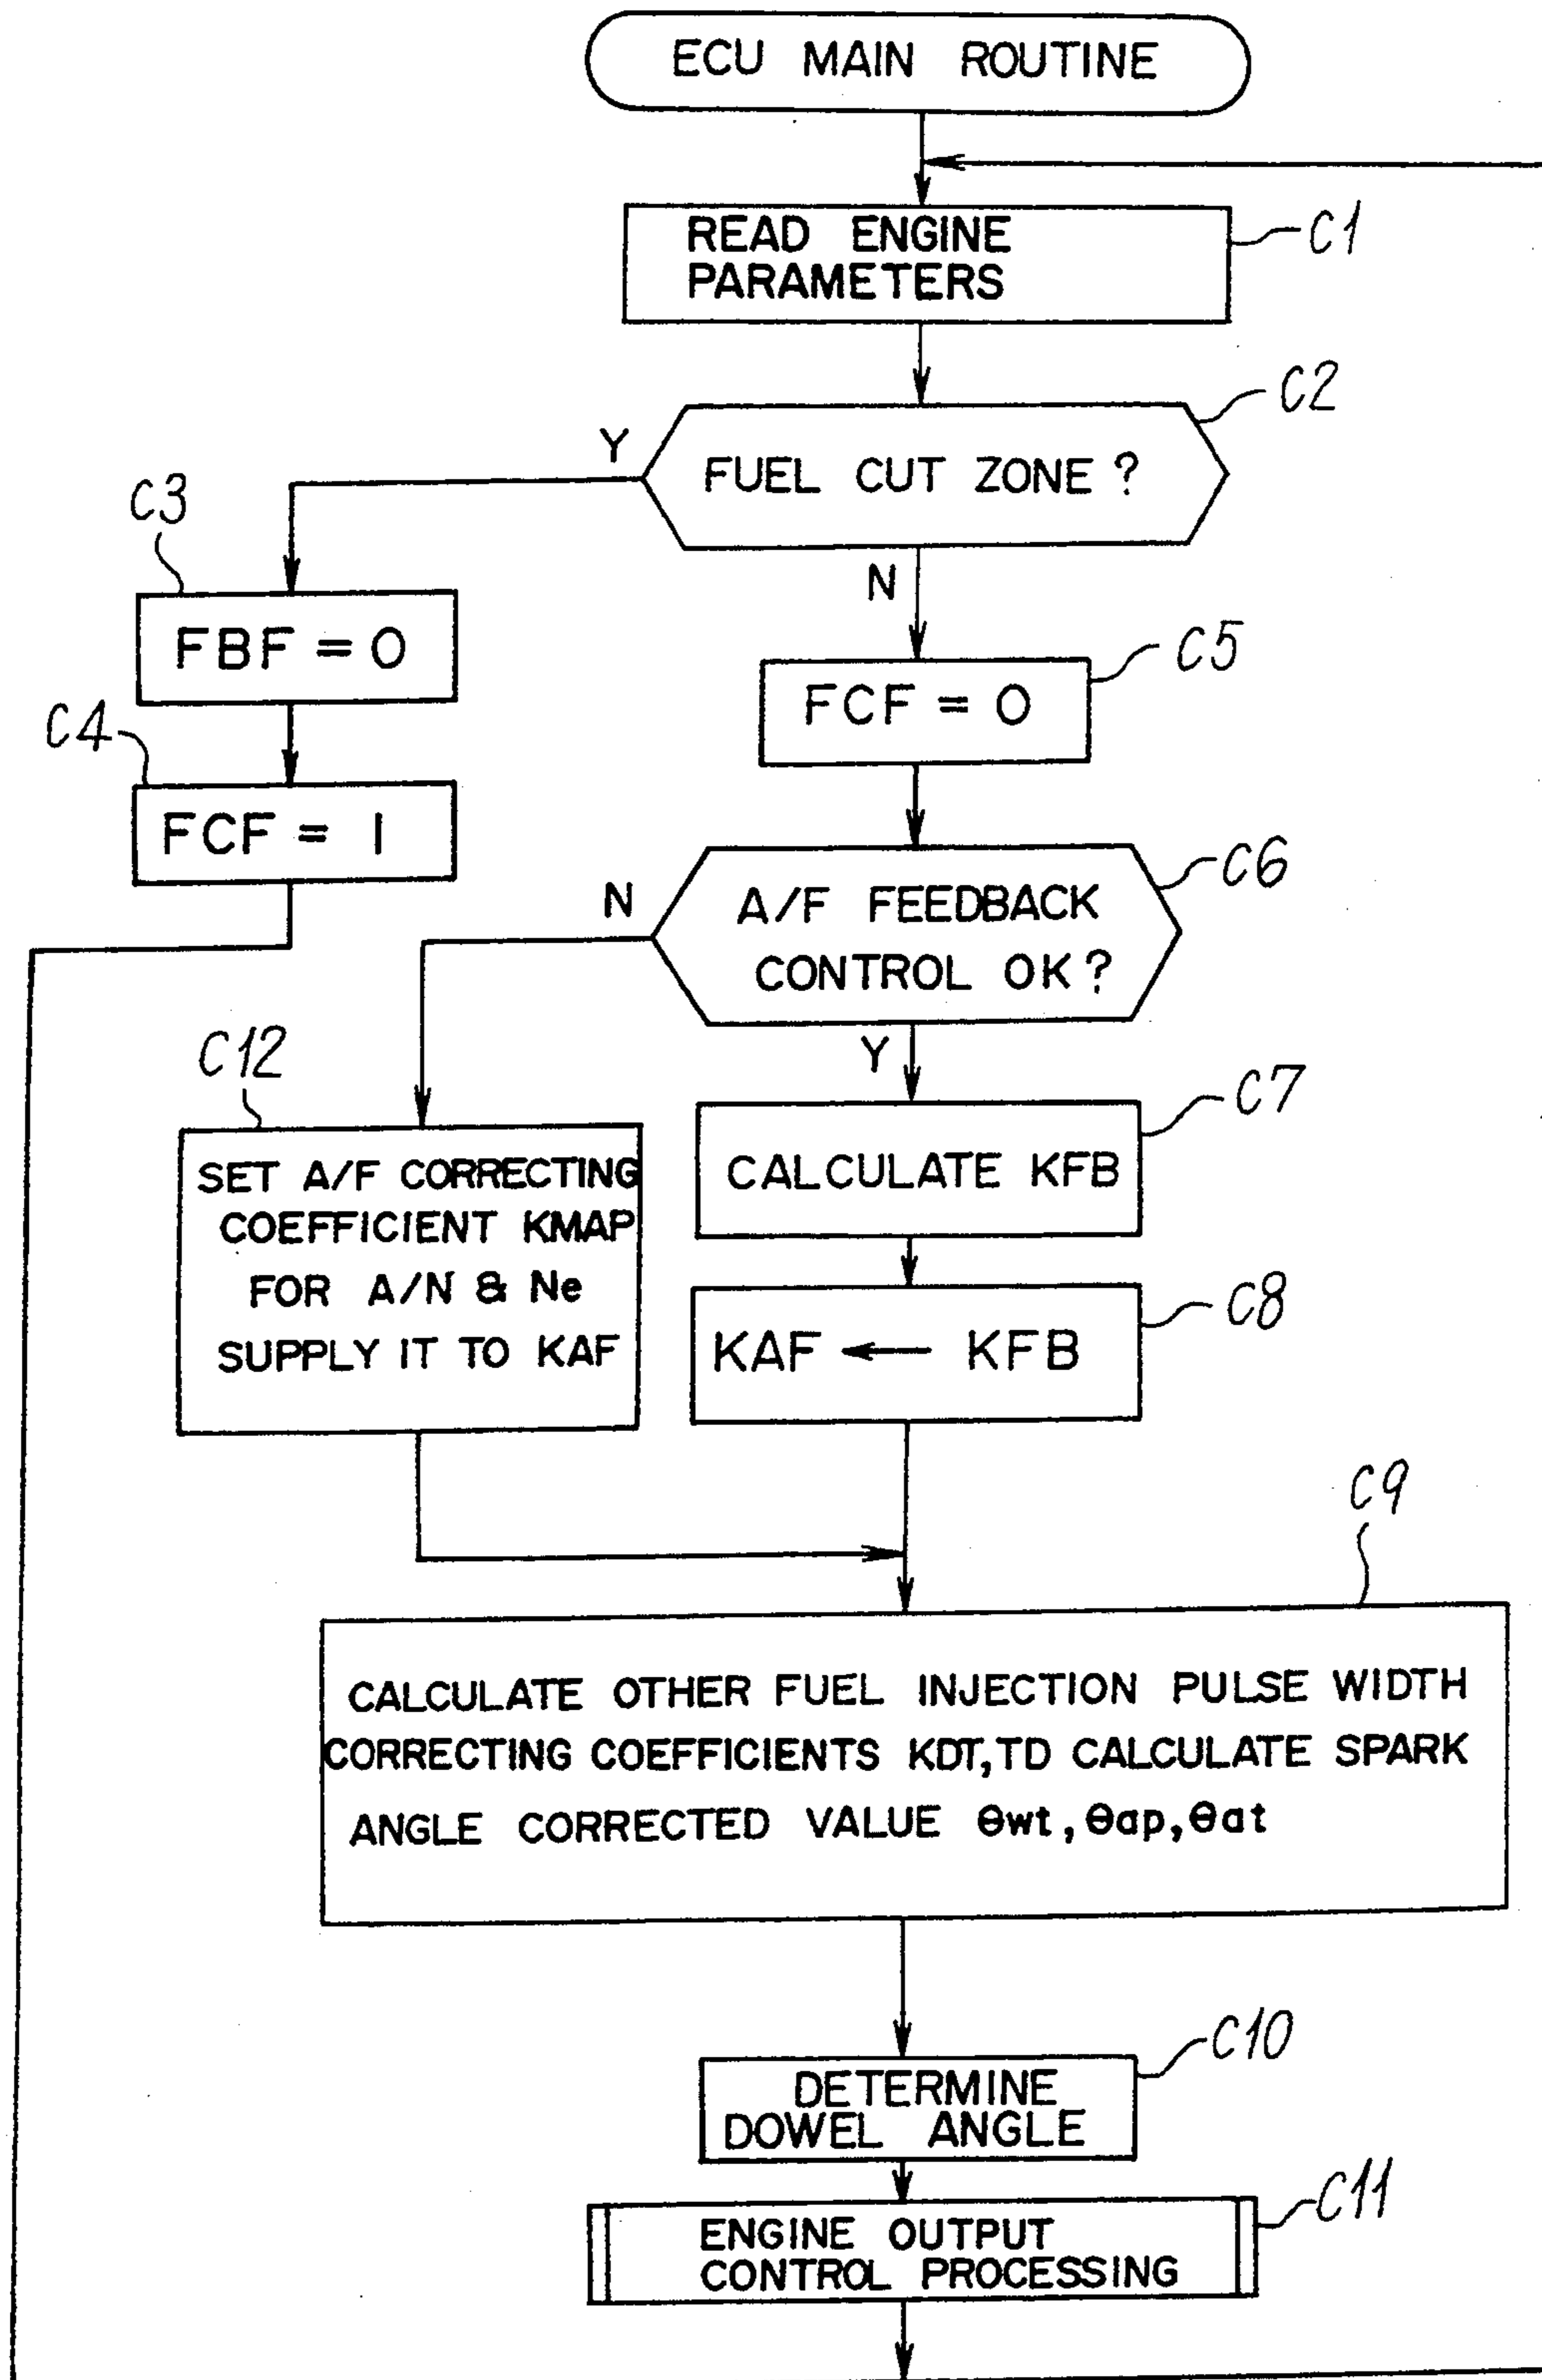 ECU MAIN ROUTINE
READ ENGINE
PARAMETERS
C1
C2
FUEL CUT ZONE ?
Y
N
C3
FBF = 0
C4
FCF = 1
C5
FCF = 0
C6
A/F FEEDBACK
CONTROL OK ?
N
Y
C12
SET A/F CORRECTING
COEFFICIENT KMAP
FOR A/N & Ne
SUPPLY IT TO KAF
C7
CALCULATE KFB
C8
KAF ← KFB
C9
CALCULATE OTHER FUEL INJECTION PULSE WIDTH
CORRECTING COEFFICIENTS KDT, TD CALCULATE SPARK
ANGLE CORRECTED VALUE θwt, θap, θat
C10
DETERMINE
DOWEL ANGLE
C11
ENGINE OUTPUT
CONTROL PROCESSING